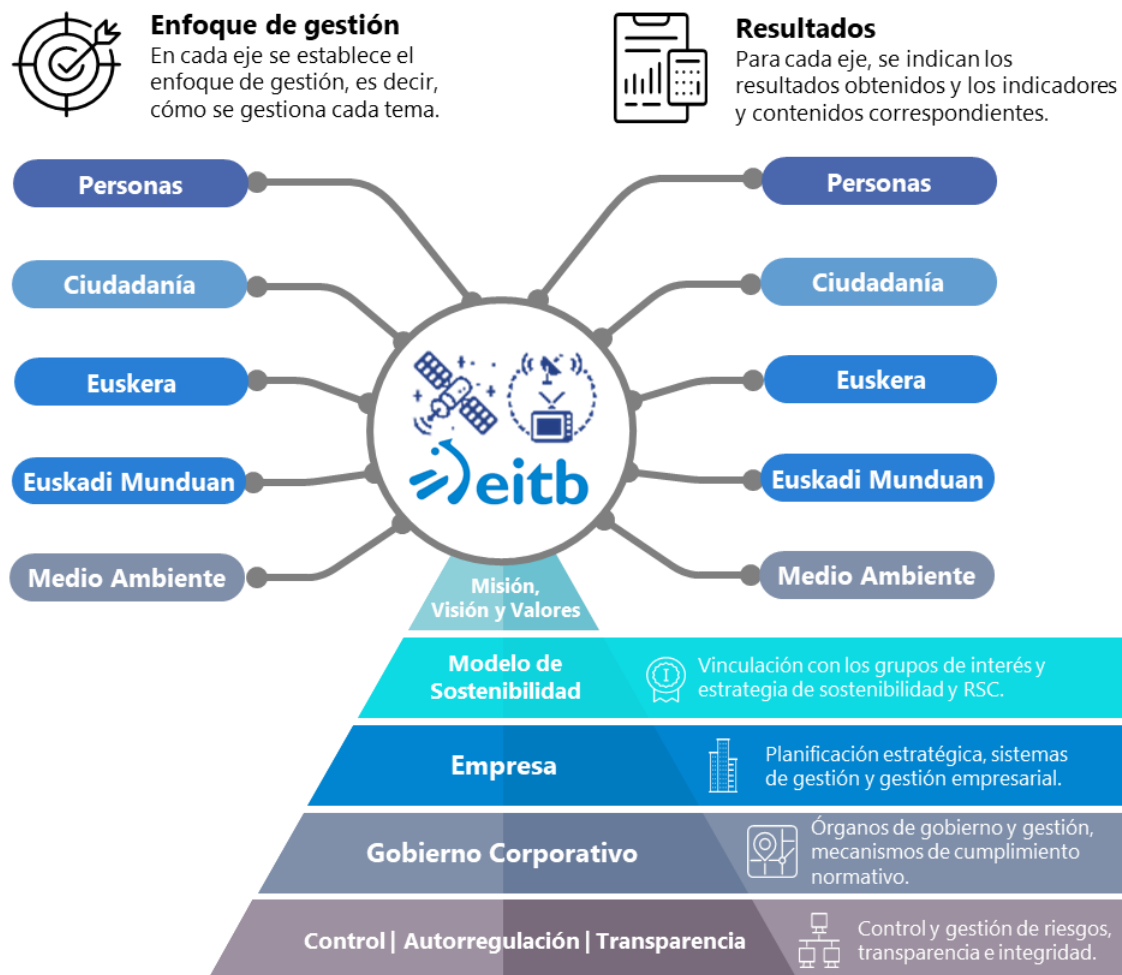 Enfoque de gestión
En cada eje se establece el
enfoque de gestión, es decir,
cómo se gestiona cada tema.
Resultados
Para cada eje, se indican los
resultados obtenidos y los indicadores
y contenidos correspondientes.
Personas
Ciudadanía
Euskera
Euskadi Munduan
Medio Ambiente
Personas
Ciudadanía
Euskera
Euskadi Munduan
Medio Ambiente
eitb
Misión,
Visión y Valores
Modelo de
Sostenibilidad
Vinculación con los grupos de interés y
estrategia de sostenibilidad y RSC.
Empresa
Planificación estratégica, sistemas
de gestión y gestión empresarial.
Gobierno Corporativo
Órganos de gobierno y gestión,
mecanismos de cumplimiento
normativo.
Control | Autorregulación | Transparencia
Control y gestión de riesgos,
transparencia e integridad.